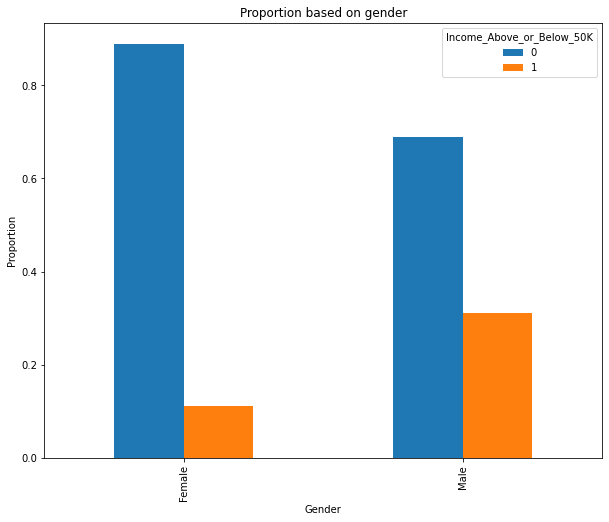 Proportion based on gender
Income_Above_or_Below_50K
0
1
Proportion
0.8
0.6
0.4
0.2
0.0
Female
Male
Gender